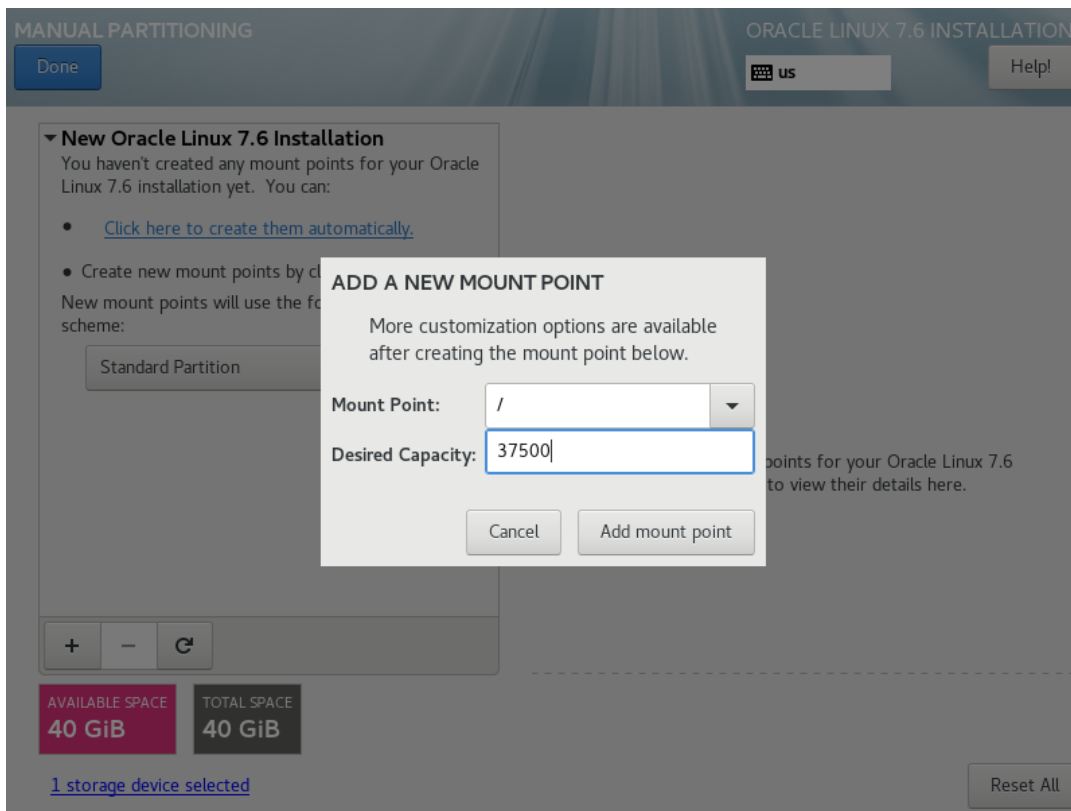 MANUAL PARTITIONING
ORACLE LINUX 7.6 INSTALLATION
Done
us
Help!
New Oracle Linux 7.6 Installation
You haven't created any mount points for your Oracle
Linux 7.6 installation yet. You can:
Click here to create them automatically.
• Create new mount points by cl
New mount points will use the fo
scheme:
Standard Partition
ADD A NEW MOUNT POINT
More customization options are available
after creating the mount point below.
Mount Point:
/
Desired Capacity:
37500
Cancel
Add mount point
points for your Oracle Linux 7.6
to view their details here.
+
−
AVAILABLE SPACE
40 GiB
TOTAL SPACE
40 GiB
1 storage device selected
Reset All